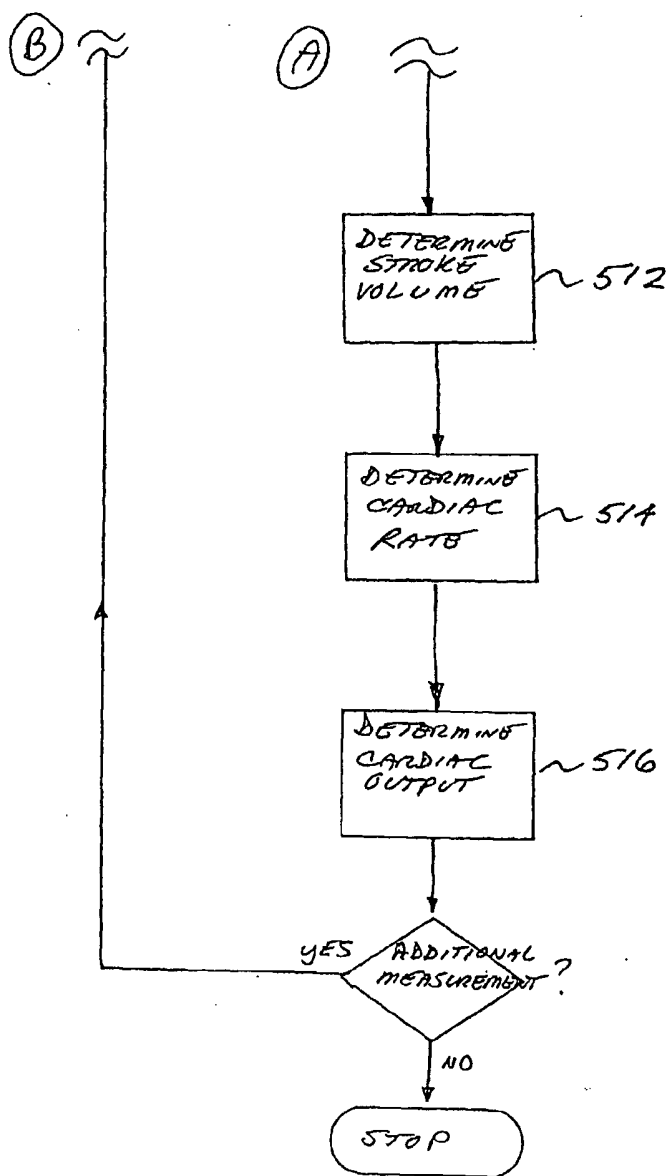 B
A
DETERMINE
STROKE
VOLUME
512
DETERMINE
CARDIAC
RATE
514
DETERMINE
CARDIAC
OUTPUT
516
YES
ADDITIONAL
MEASUREMENT?
NO
STOP